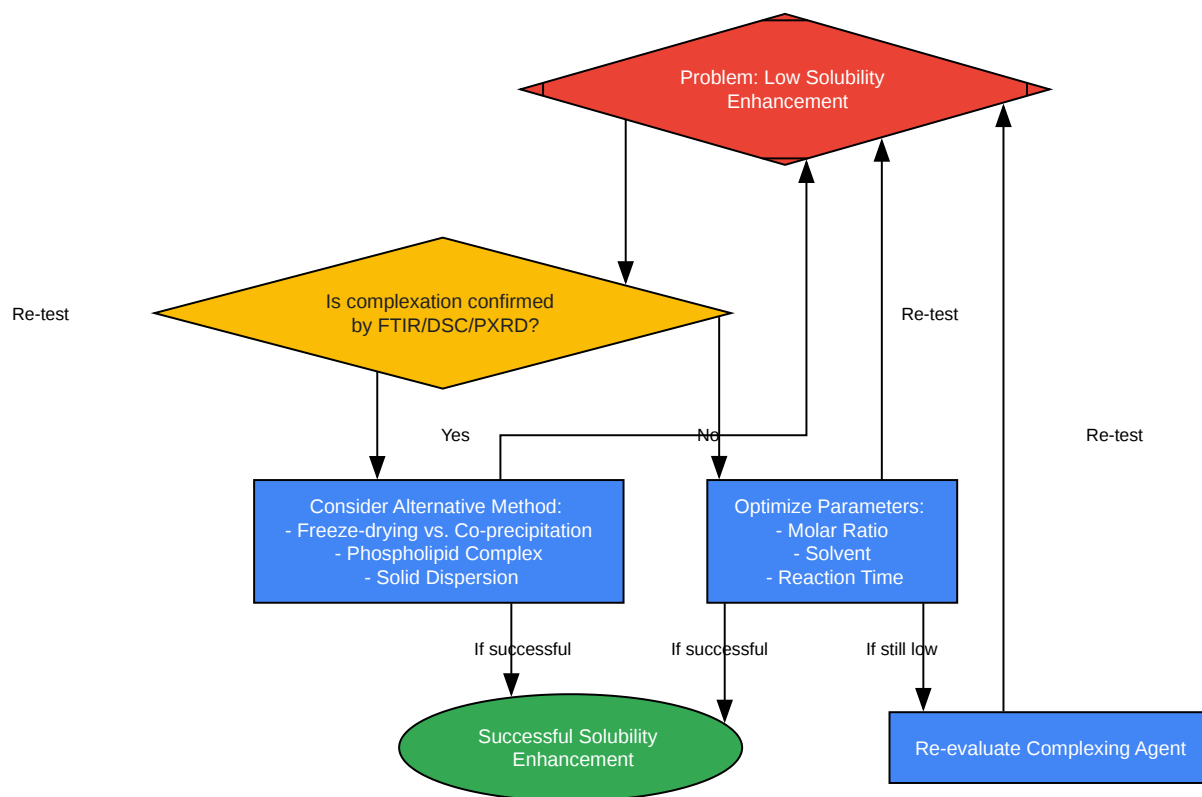 Problem: Low Solubility
Enhancement
Is complexation confirmed
by FTIR/DSC/PXRD?
Re-test
Re-test
Yes
No
Re-test
Consider Alternative Method:
- Freeze-drying vs. Co-precipitation
- Phospholipid Complex
- Solid Dispersion
Optimize Parameters:
- Molar Ratio
- Solvent
- Reaction Time
If successful
If successful
If still low
Successful Solubility
Enhancement
Re-evaluate Complexing Agent